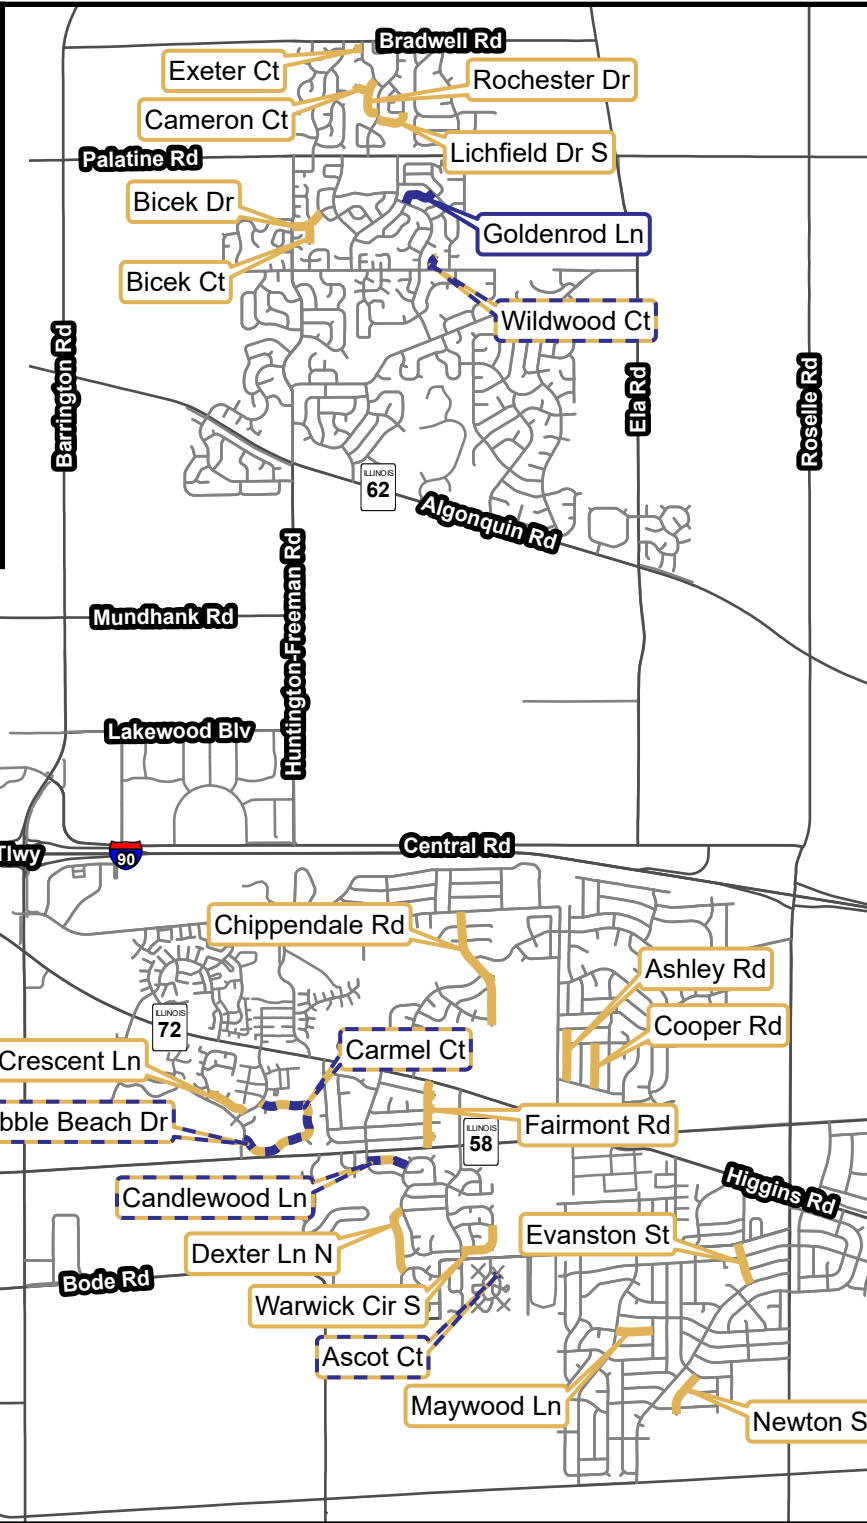 Bradwell Rd
Exeter Ct
Rochester Dr
Cameron Ct
Lichfield Dr S
Palatine Rd
Bicek Dr
Goldenrod Ln
Bicek Ct
Wildwood Ct
Barrington Rd
Ela Rd
Roselle Rd
ILLINOIS
62
Algonquin Rd
Huntington-Freeman Rd
Mundhank Rd
Lakewood Blv
Central Rd
Tlwy
90
Chippendale Rd
Ashley Rd
ILLINOIS
72
Cooper Rd
Carmel Ct
Crescent Ln
bble Beach Dr
Fairmont Rd
ILLINOIS
58
Candlewood Ln
Higgins Rd
Evanston St
Dexter Ln N
Bode Rd
Warwick Cir S
Ascot Ct
Maywood Ln
Newton S